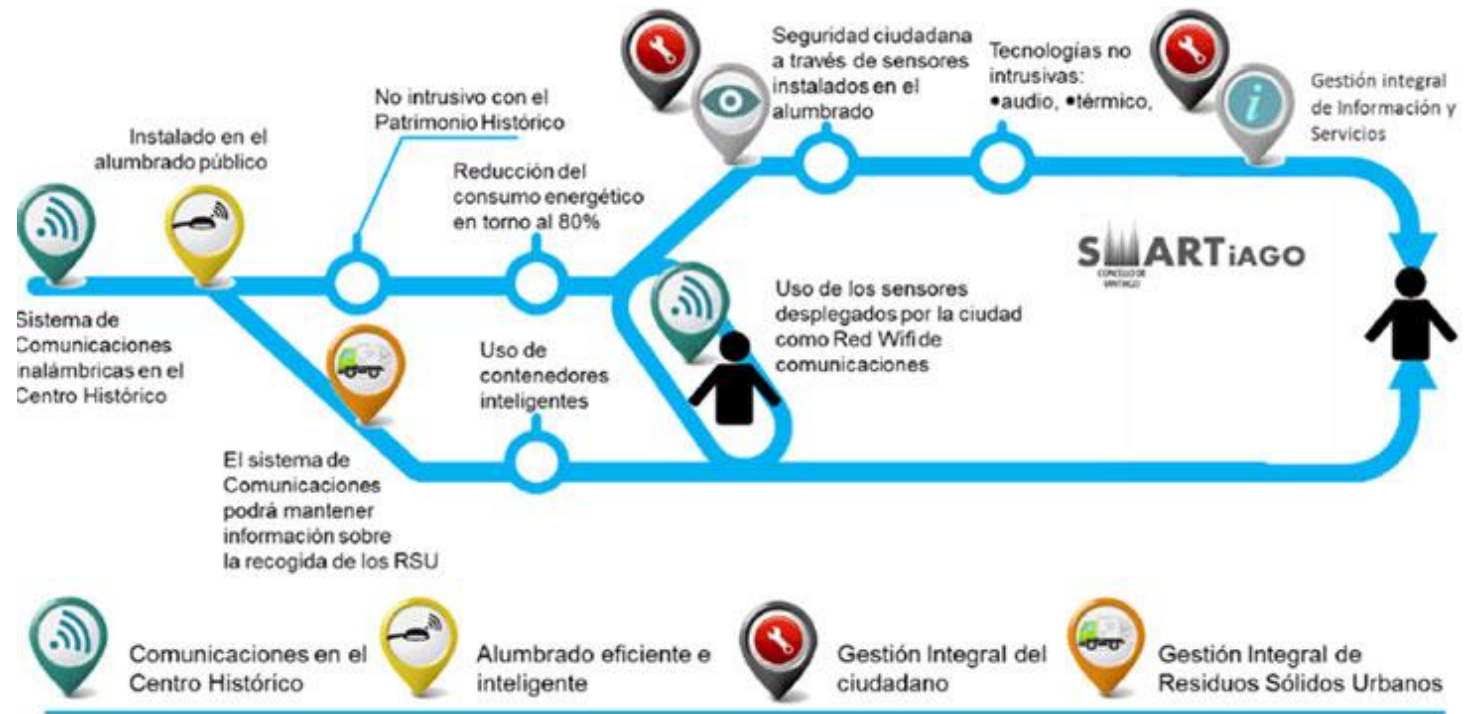 Seguridad ciudadana
a través de sensores
instalados en el
alumbrado
Tecnologías no
intrusivas:
•audio, •térmico,
Gestión integral
de Información y
Servicios
No intrusivo con el
Patrimonio Histórico
Instalado en el
alumbrado público
Reducción del
consumo energético
en torno al 80%
SMARTiAGO
CONCELLO DE
SANTIAGO
Sistema de
Comunicaciones
inalámbricas en el
Centro Histórico
Uso de
contenedores
inteligentes
Uso de los sensores
desplegados por la ciudad
como Red Wifi de
comunicaciones
El sistema de
Comunicaciones
podrá mantener
información sobre
la recogida de los RSU
Comunicaciones en el
Centro Histórico
Alumbrado eficiente e
inteligente
Gestión Integral del
ciudadano
Gestión Integral de
Residuos Sólidos Urbanos